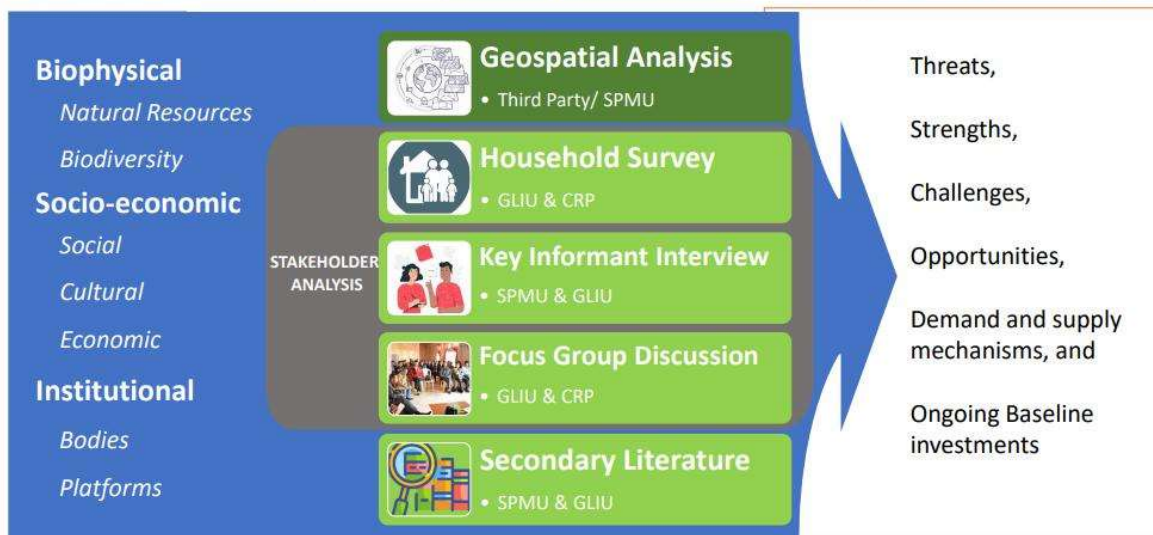 Biophysical
Natural Resources
Biodiversity
Socio-economic
Social
Cultural
Economic
Institutional
Bodies
Platforms
STAKEHOLDER
ANALYSIS
Geospatial Analysis
• Third Party/ SPMU
Household Survey
• GLIU & CRP
Key Informant Interview
• SPMU & GLIU
Focus Group Discussion
• GLIU & CRP
Secondary Literature
• SPMU & GLIU
Threats,
Strengths,
Challenges,
Opportunities,
Demand and supply
mechanisms, and
Ongoing Baseline
investments